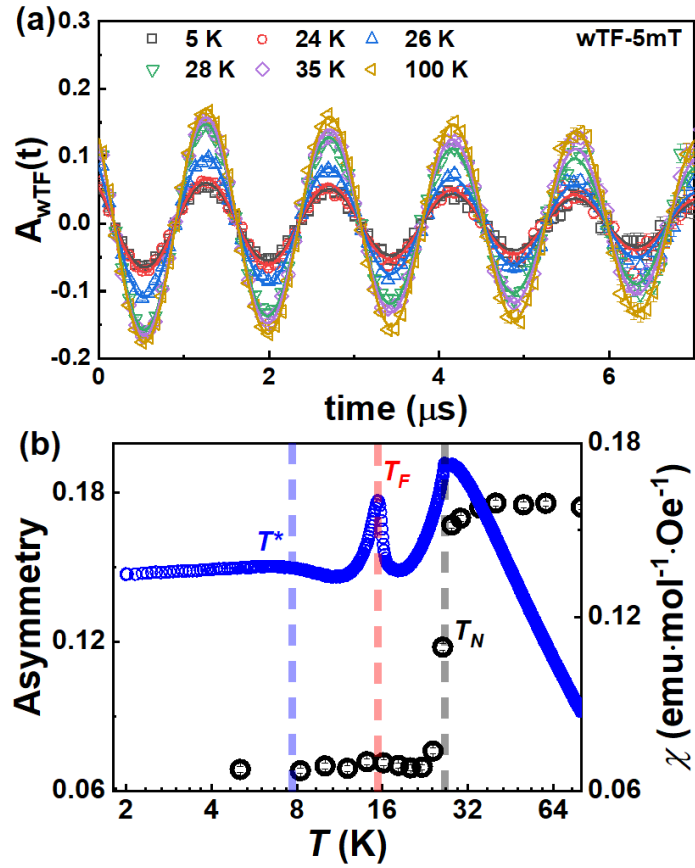 (a)
0.3
5 K 24 K 26 K wTF-5mT
28 K 35 K 100 K
0.2
0.1
0.0
-0.1
-0.2
A_wTF(t)
0 2 4 6
time (μs)
(b)
0.18
0.12
0.06
Asymmetry
T_F
T*
T_N
0.18
0.12
0.06
χ (emu·mol⁻¹·Oe⁻¹)
2 4 8 16 32 64
T (K)